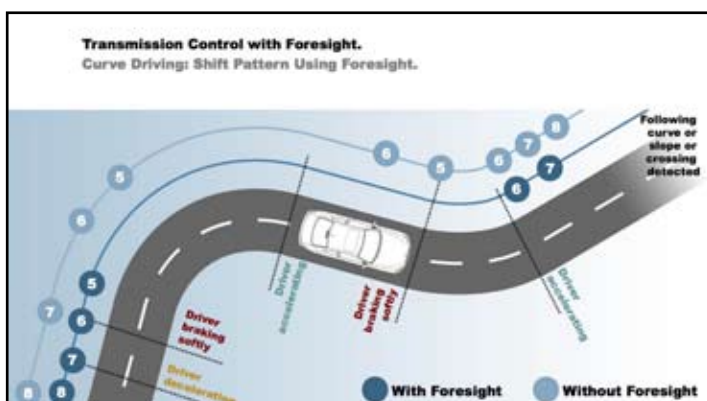 Transmission Control with Foresight.
Curve Driving: Shift Pattern Using Foresight.
Following
curve or
slope or
crossing
detected
8
7
6
6
5
7
6
5
6
5
7
8
6
7
8
5
Driver
accelerating
Driver
braking
softly
Driver
accelerating
Driver
braking
softly
Driver
decelerating
With Foresight
Without Foresight